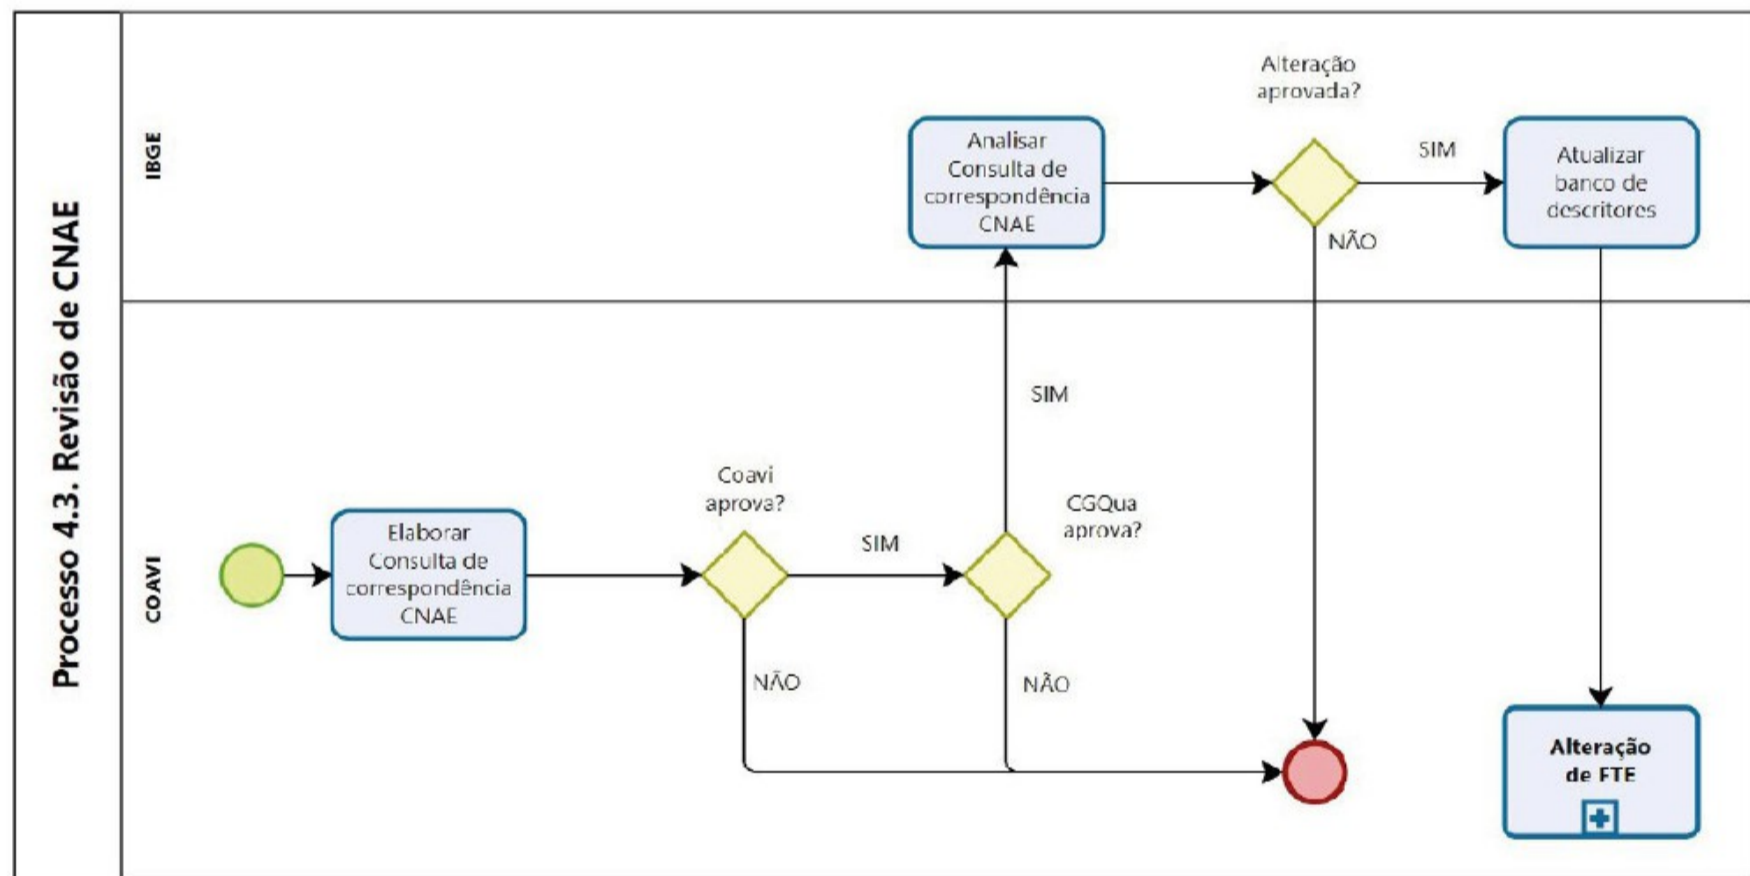 Processo 4.3. Revisão de CNAE
IBGE
Analisar
Consulta de
correspondência
CNAE
Alteração
aprovada?
SIM
NÃO
Atualizar
banco de
descritores
COAVI
Elaborar
Consulta de
correspondência
CNAE
Coavi
aprova?
SIM
NÃO
CGQua
aprova?
SIM
NÃO
Alteração
de FTE